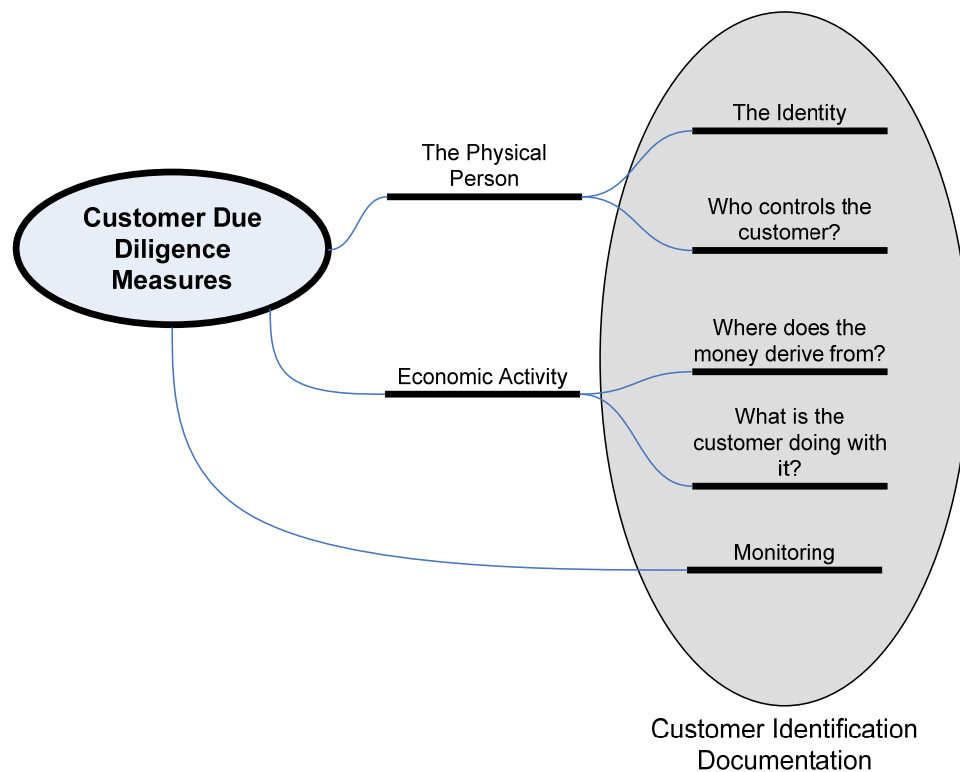 Customer Due
Diligence
Measures
The Physical
Person
Economic Activity
The Identity
Who controls the
customer?
Where does the
money derive from?
What is the
customer doing with
it?
Monitoring
Customer Identification
Documentation